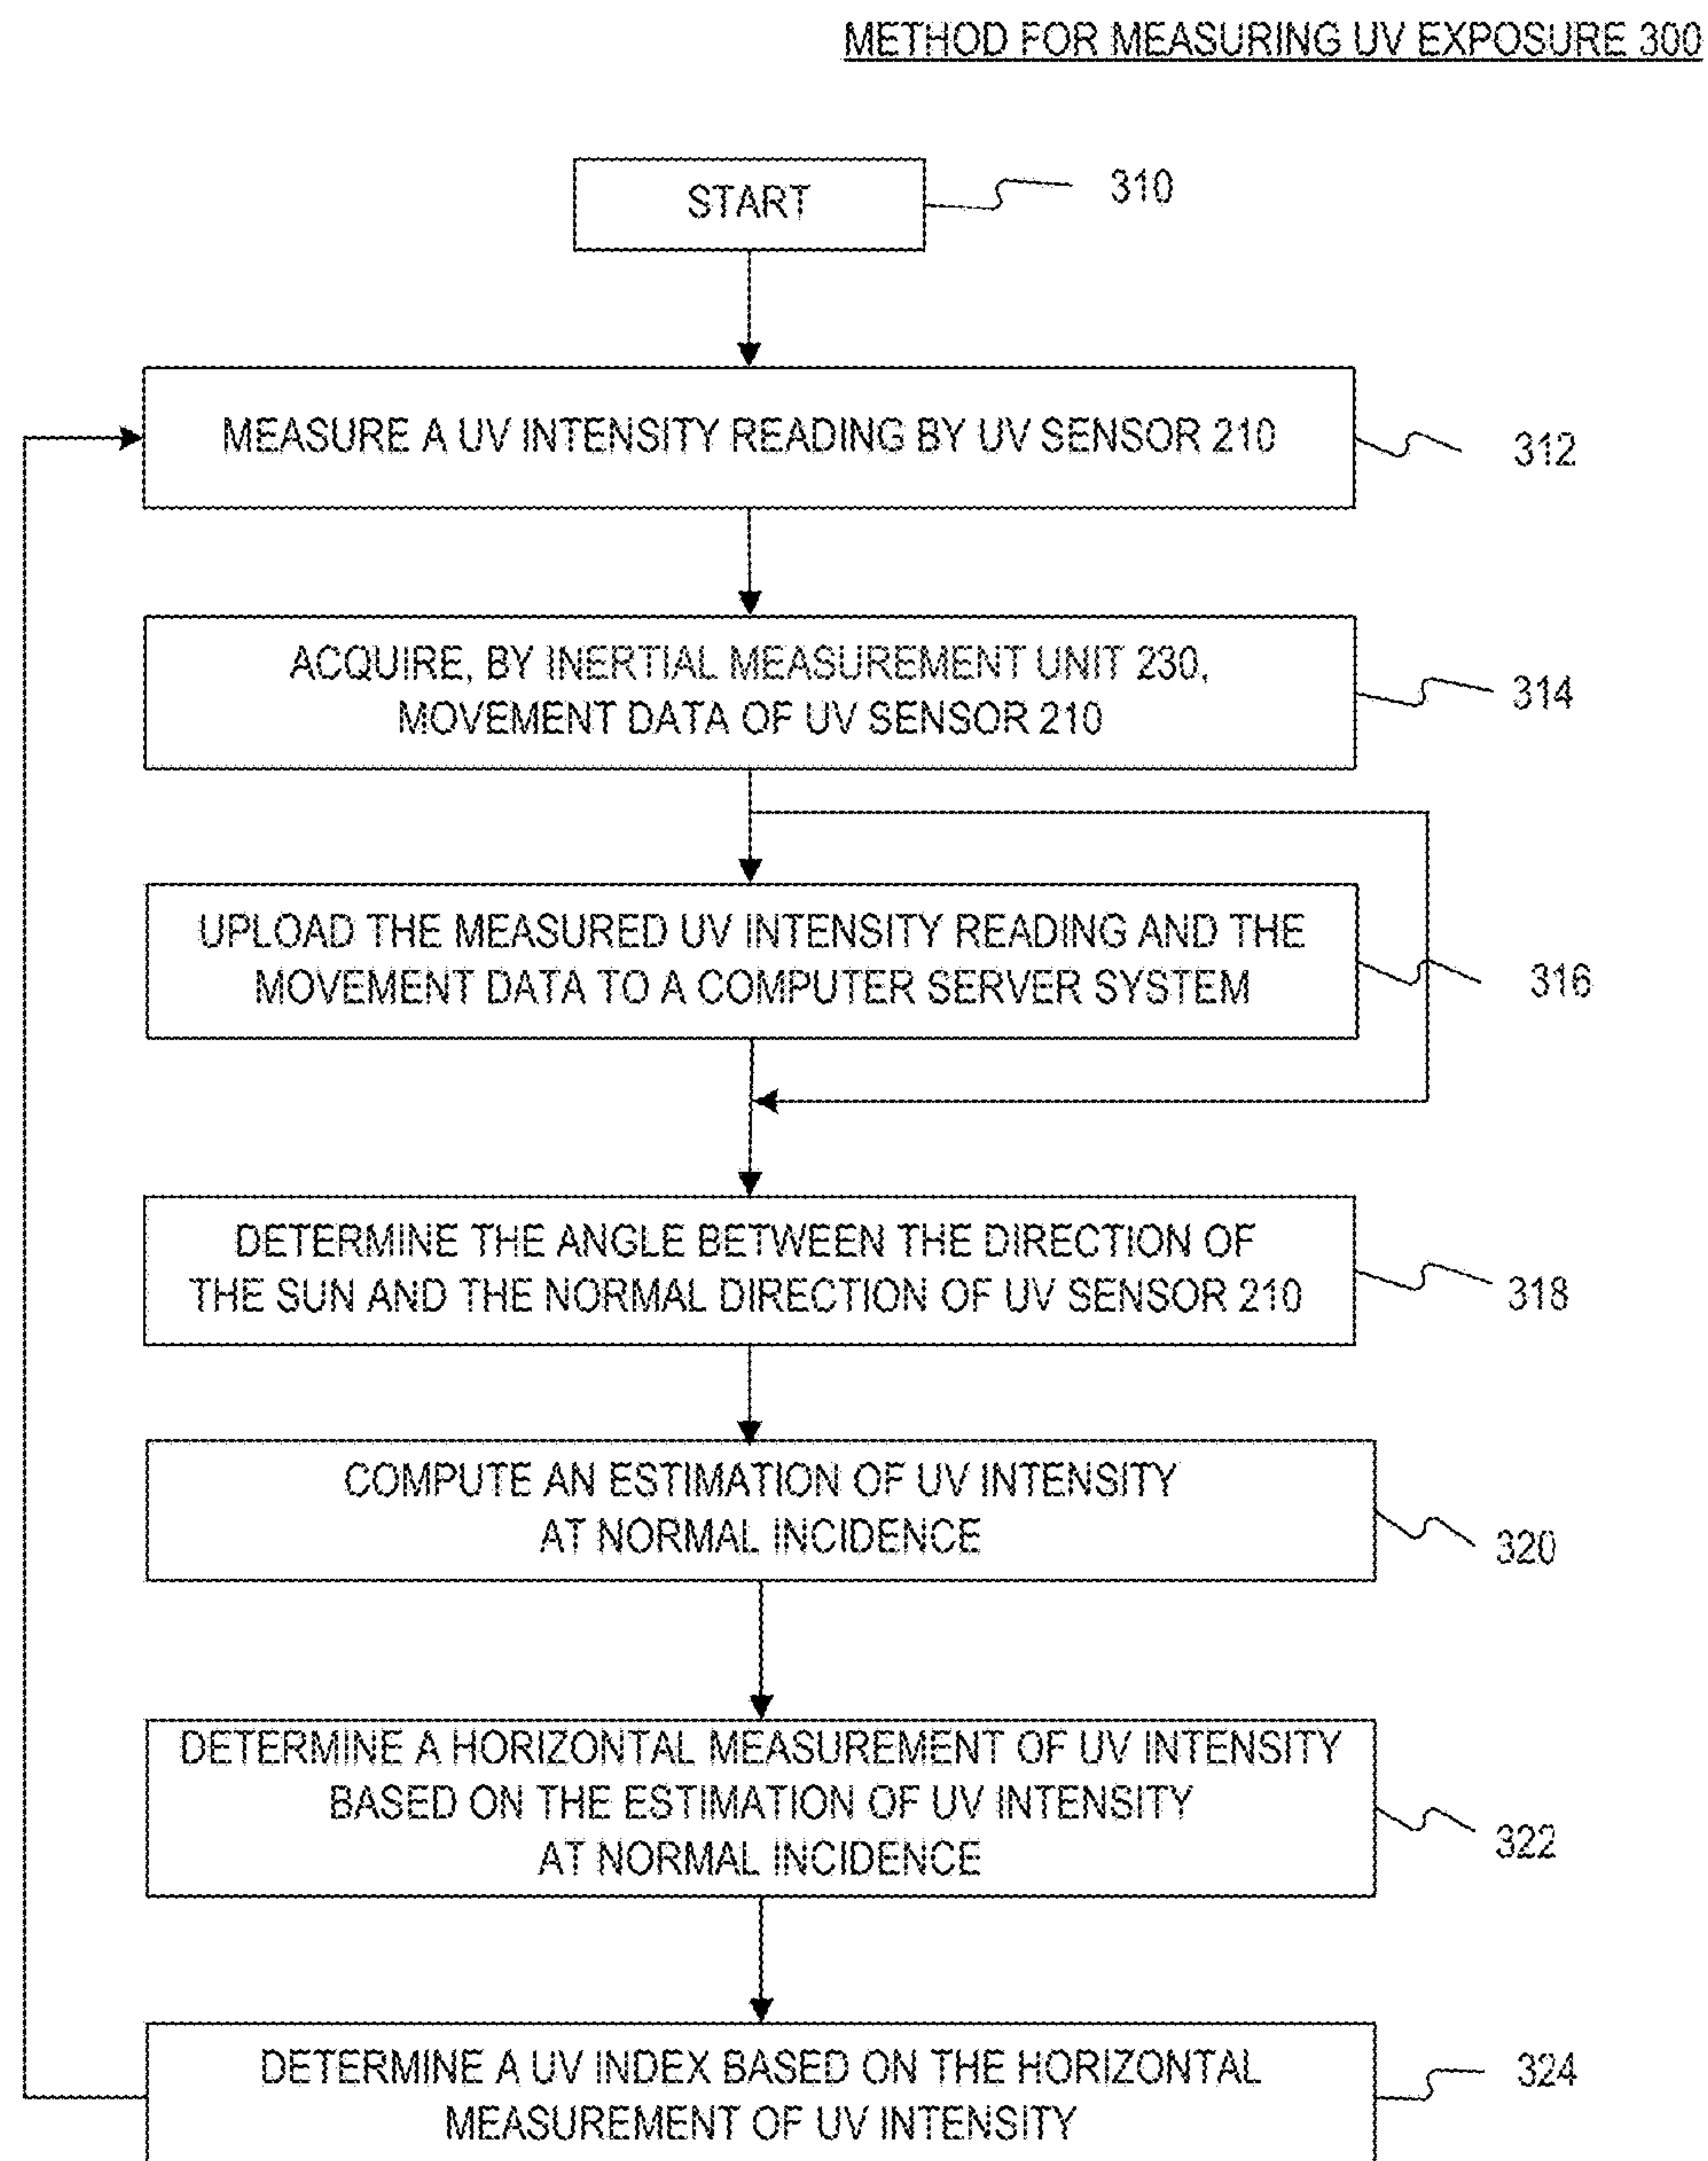 METHOD FOR MEASURING UV EXPOSURE 300
START
310
MEASURE A UV INTENSITY READING BY UV SENSOR 210
312
ACQUIRE, BY INERTIAL MEASUREMENT UNIT 230,
MOVEMENT DATA OF UV SENSOR 210
314
UPLOAD THE MEASURED UV INTENSITY READING AND THE
MOVEMENT DATA TO A COMPUTER SERVER SYSTEM
316
DETERMINE THE ANGLE BETWEEN THE DIRECTION OF
THE SUN AND THE NORMAL DIRECTION OF UV SENSOR 210
318
COMPUTE AN ESTIMATION OF UV INTENSITY
AT NORMAL INCIDENCE
320
DETERMINE A HORIZONTAL MEASUREMENT OF UV INTENSITY
BASED ON THE ESTIMATION OF UV INTENSITY
AT NORMAL INCIDENCE
322
DETERMINE A UV INDEX BASED ON THE HORIZONTAL
MEASUREMENT OF UV INTENSITY
324